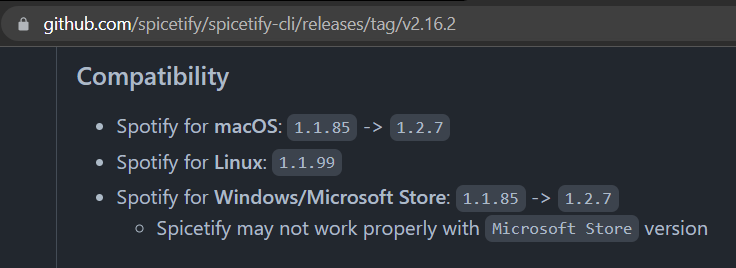 github.com/spicetify/spicetify-cli/releases/tag/v2.16.2
Compatibility
Spotify for macOS: 1.1.85 -> 1.2.7
Spotify for Linux: 1.1.99
Spotify for Windows/Microsoft Store: 1.1.85 -> 1.2.7
Spicetify may not work properly with Microsoft Store version